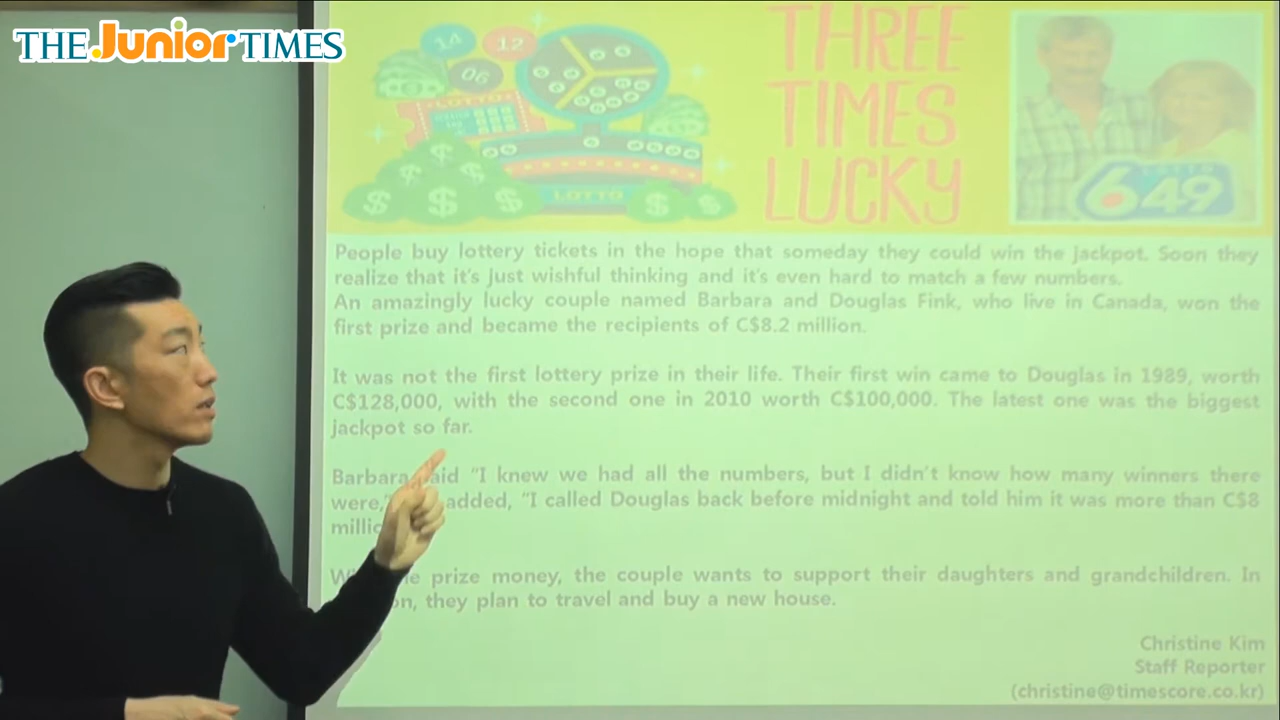 THE Junior TIMES
14 12
06
LOTTO
LOTTO
THREE
TIMES
LUCKY
649
People buy lottery tickets in the hope that someday they could win the jackpot. Soon they
realize that it's just wishful thinking and it's even hard to match a few numbers.
An amazingly lucky couple named Barbara and Douglas Fink, who live in Canada, won the
first prize and became the recipients of C$8.2 million.
It was not the first lottery prize in their life. Their first win came to Douglas in 1989, worth
C$128,000, with the second one in 2010 worth C$100,000. The latest one was the biggest
jackpot so far.
Barbara "I knew we had all the numbers, but I didn't know how many winners there
were, added, "I called Douglas back before midnight and told him it was more than C$8
prize money, the couple wants to support their daughters and grandchildren. In
they plan to travel and buy a new house.
Christine Kim
Staff Reporter
(christine@timescore.co.kr)